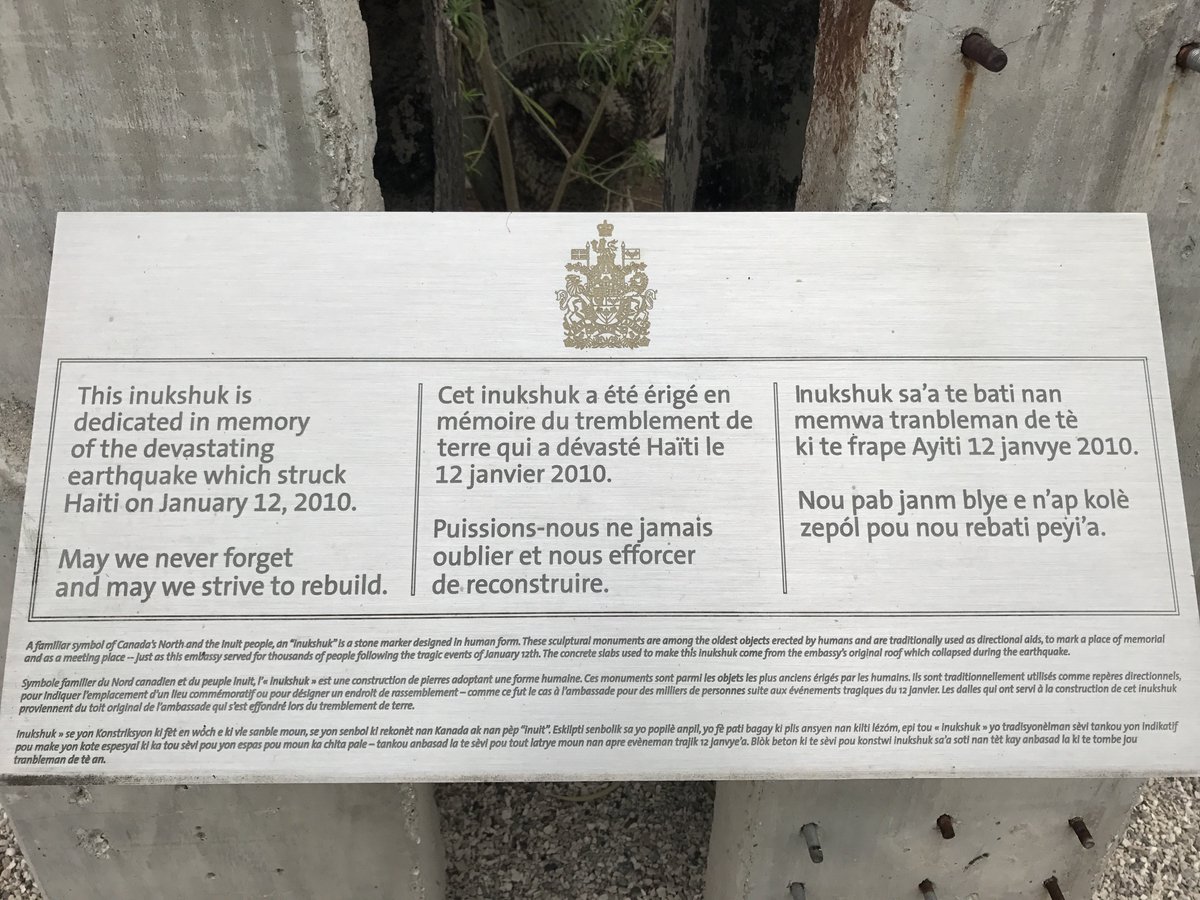 This inukshuk is
dedicated in memory
of the devastating
earthquake which struck
Haiti on January 12, 2010.
May we never forget
and may we strive to rebuild.
Cet inukshuk a été érigé en
mémoire du tremblement de
terre qui a dévasté Haïti le
12 janvier 2010.
Puissions-nous ne jamais
oublier et nous efforcer
de reconstruire.
Inukshuk sa’a te bati nan
memwa tranbleman de tè
ki te frape Ayiti 12 janvye 2010.
Nou pab janm blye e n’ap kolè
zepól pou nou rebati peyi’a.
A familiar symbol of Canada’s North and the Inuit people, an “inukshuk” is a stone marker designed in human form. These sculptural monuments are among the oldest objects erected by humans and are traditionally used as directional aids, to mark a place of memorial
and as a meeting place – just as this embassy served for thousands of people following the tragic events of January 12th. The concrete slabs used to make this inukshuk come from the embassy’s original roof which collapsed during the earthquake.
Symbole familier du Nord canadien et du peuple Inuit, l’« inukshuk » est une construction de pierres adoptant une forme humaine. Ces monuments sont parmi les objets les plus anciens érigés par les humains. Ils sont traditionnellement utilisés comme repères directionnels,
pour indiquer l’emplacement d’un lieu commémoratif ou pour désigner un endroit de rassemblement – comme ce fut le cas à l’ambassade pour des milliers de personnes suite aux événements tragiques du 12 janvier. Les dalles qui ont servi à la construction de cet inukshuk
proviennent du toit original de l’ambassade qui s’est effondré lors du tremblement de terre.
Inukshuk » se yon Konstriksyon ki fèt en wòch e ki vle sanble moun, se yon senbol ki rekonèt nan Kanada ak nan pèp “inuit”. Eskilpti senbolik sa yo popilè anpil, yo fè pati bagay ki plis ansyen nan kilti lézóm, epi tou « inukshuk » yo tradisyonèlman sèvi tankou yon indikatif
pou make yon kote espesyal ki ka tou sèvi pou yon espas pou moun ka chita pale – tankou anbasad la te sèvi pou tout latrye moun nan apre evèneman trajik 12 janvye’a. Blòk beton ki te sèvi pou konstwi inukshuk sa’a soti nan tèt kay anbasad la ki te tombe jou
tranbleman de tè an.